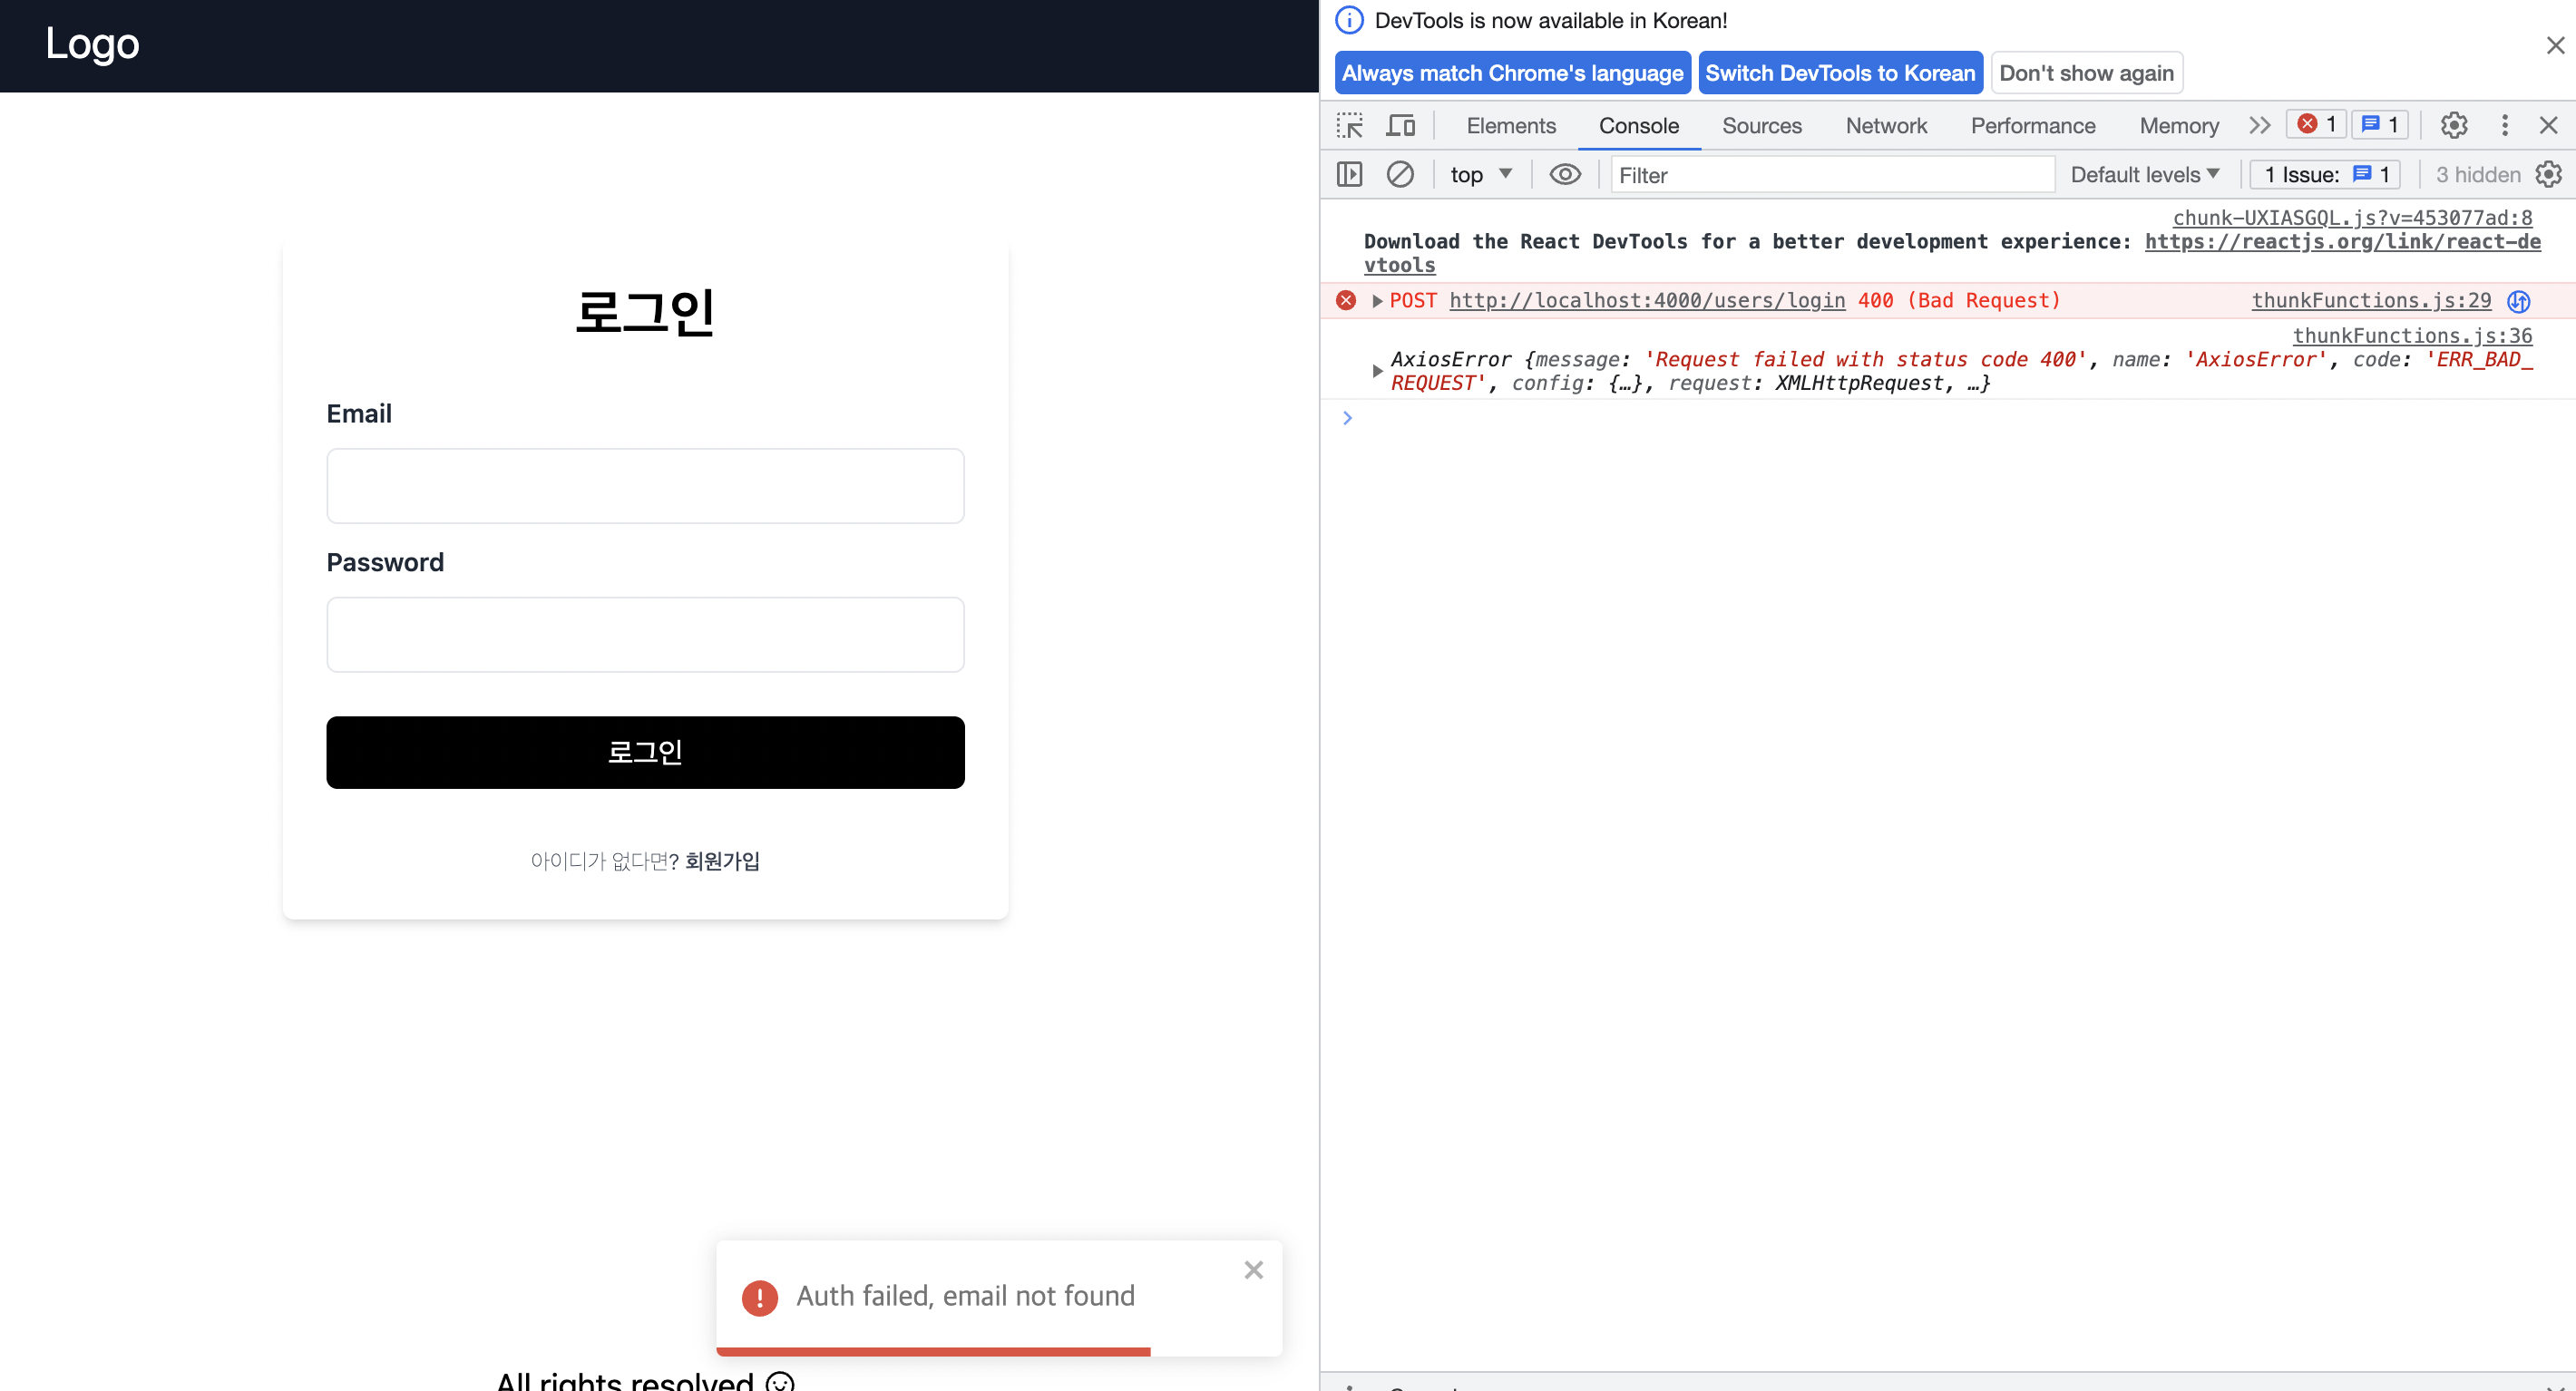 Logo
로그인
Email
Password
로그인
아이디가 없다면? 회원가입
Auth failed, email not found
All rights resolved
DevTools is now available in Korean!
Always match Chrome's language
Switch DevTools to Korean
Don't show again
Elements
Console
Sources
Network
Performance
Memory
1
1
top
Filter
Default levels
1 Issue:
1
3 hidden
chunk-UXIASGQL.js?v=453077ad:8
Download the React DevTools for a better development experience: https://reactjs.org/link/react-de
vtools
POST http://localhost:4000/users/login 400 (Bad Request)
thunkFunctions.js:29
thunkFunctions.js:36
AxiosError {message: 'Request failed with status code 400', name: 'AxiosError', code: 'ERR_BAD_
REQUEST', config: {…}, request: XMLHttpRequest, …}